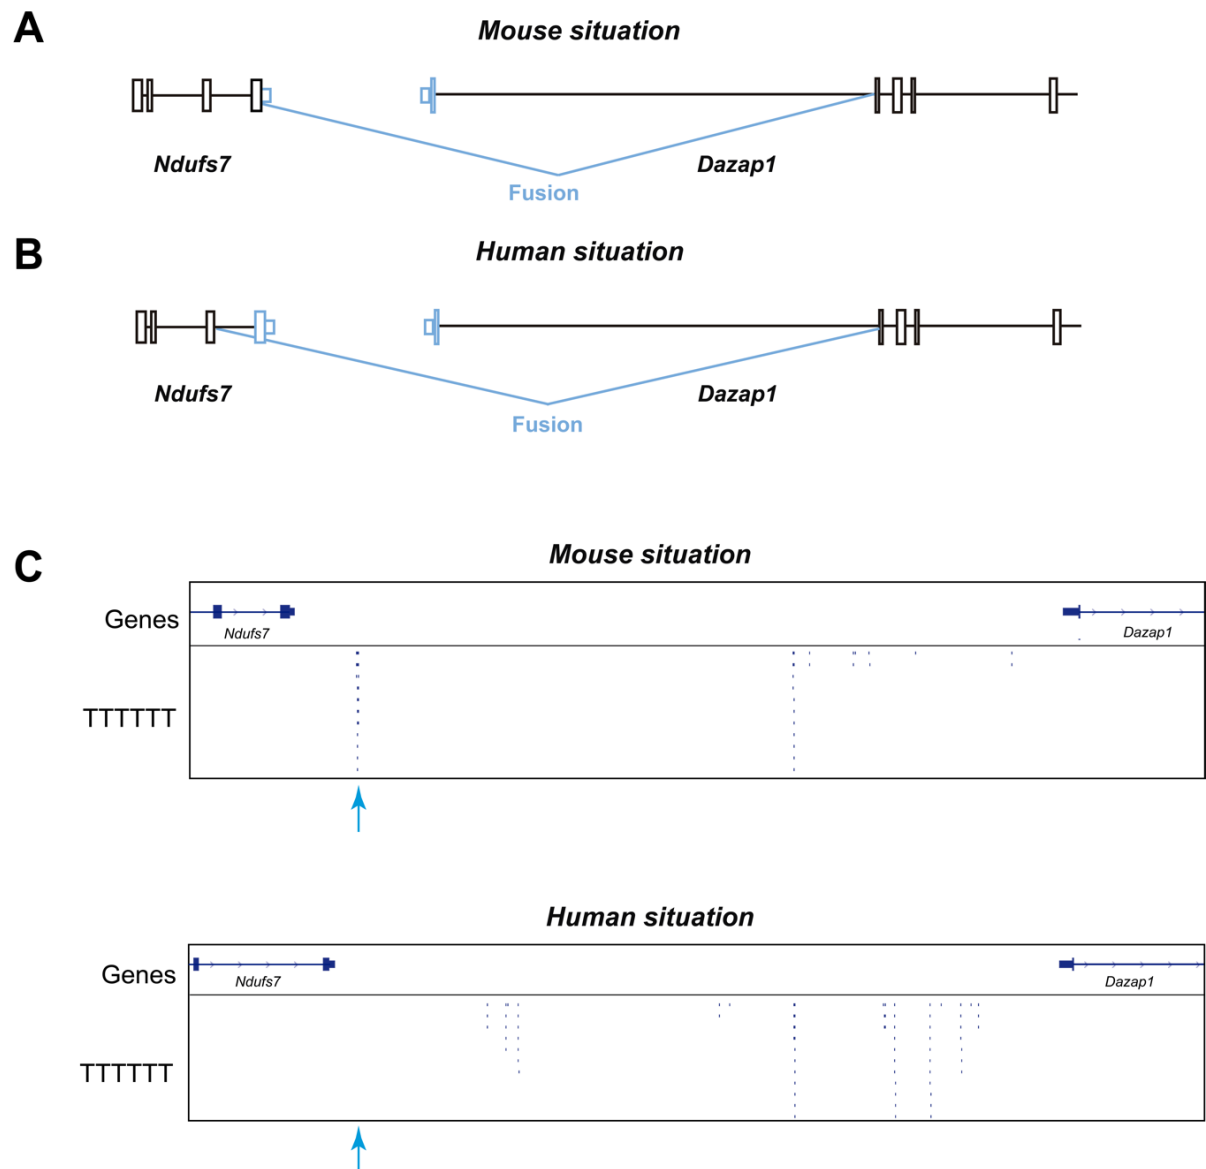 A
Mouse situation
Ndufs7
Dazap1
Fusion
B
Human situation
Ndufs7
Dazap1
Fusion
C
Mouse situation
Genes
Ndufs7
Dazap1
TTTTTT
Human situation
Genes
Ndufs7
Dazap1
TTTTTT